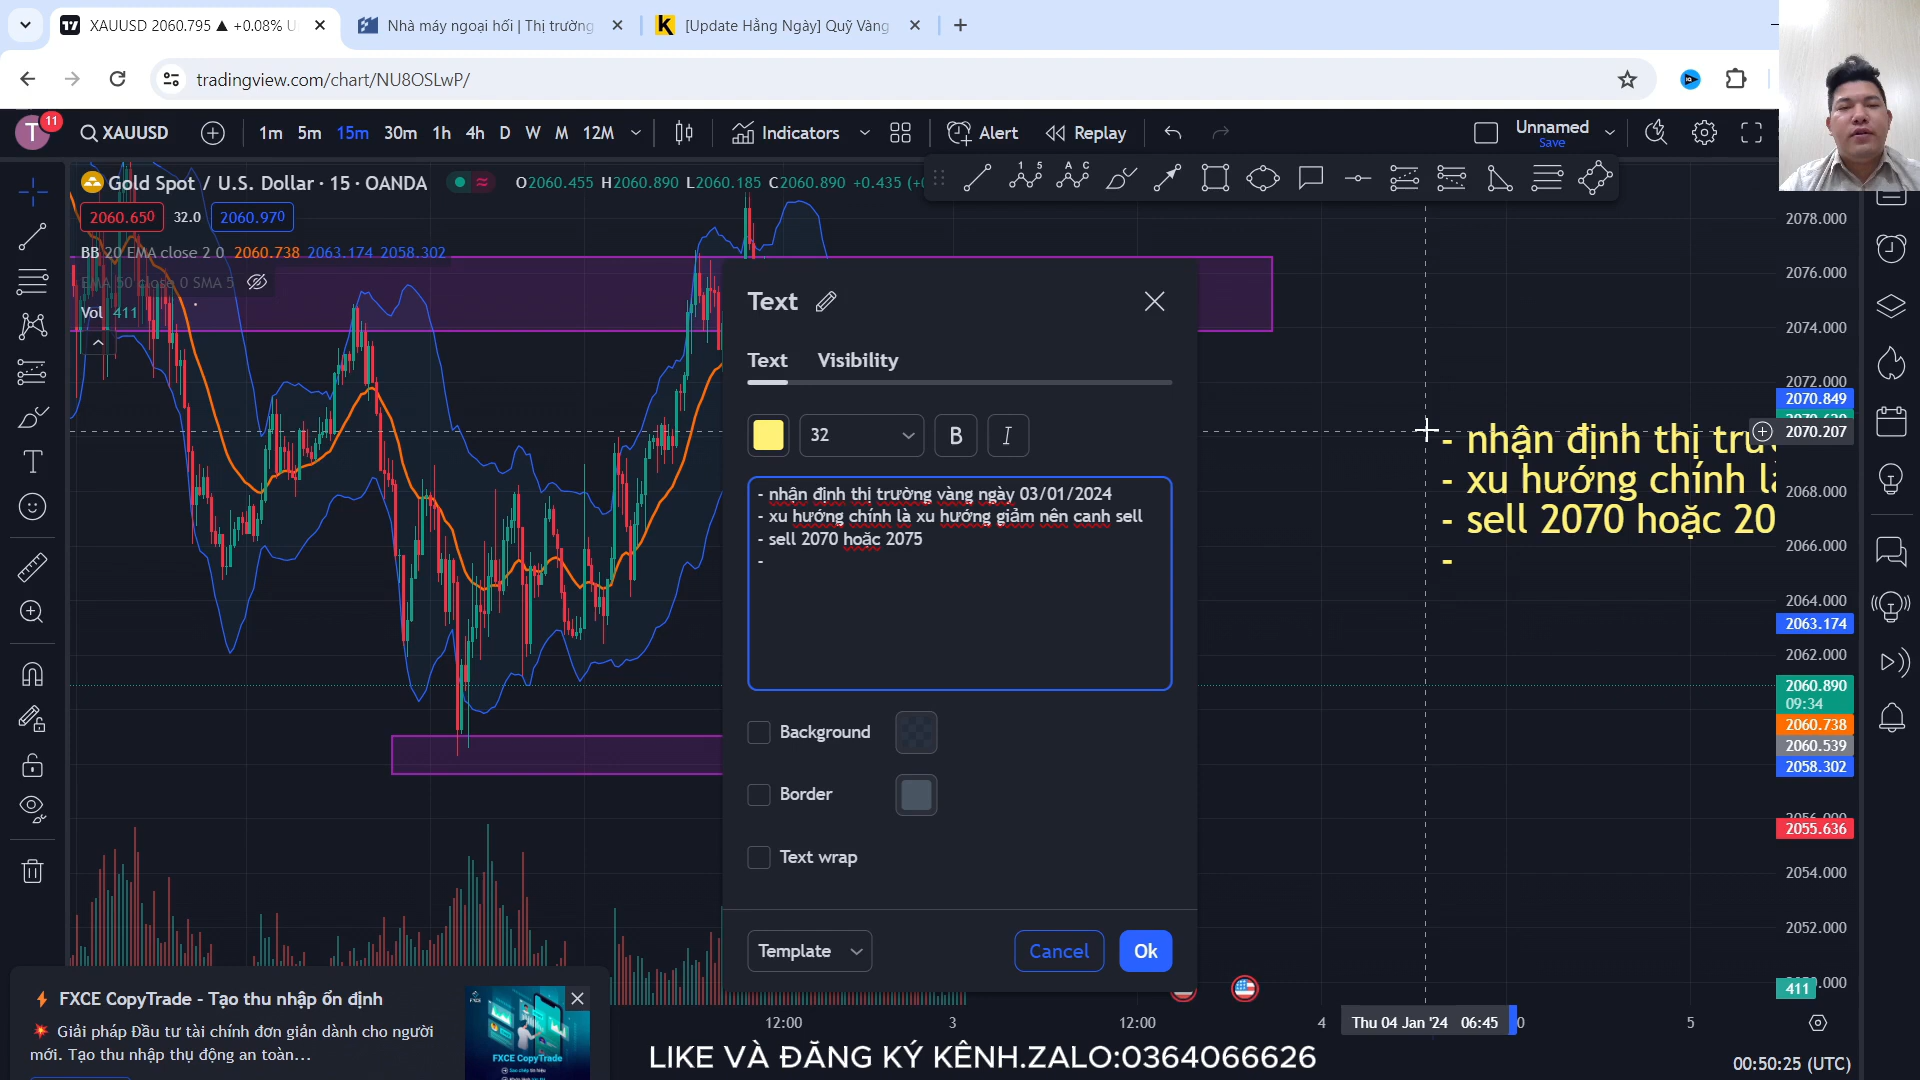 XAUUSD 2060.795 ▲ +0.08% U
Nhà máy ngoại hối | Thị trường
[Update Hằng Ngày] Quỹ Vàng
tradingview.com/chart/NU8OSLwP/
T
11
XAUUSD
1m 5m 15m 30m 1h 4h D W M 12M
Indicators
Alert
Replay
Unnamed
Save
Gold Spot / U.S. Dollar · 15 · OANDA
O2060.455 H2060.890 L2060.185 C2060.890 +0.435
2060.650 32.0 2060.970
BB 20 EMA close 2 0 2060.738 2063.174 2058.302
EMA 50 close 0 SMA 5
Vol 411
Text
Text Visibility
32
B
I
- nhận định thị trường vàng ngày 03/01/2024
- xu hướng chính là xu hướng giảm nên canh sell
- sell 2070 hoặc 2075
-
Background
Border
Text wrap
Template
Cancel
Ok
- nhận định thị trư
- xu hướng chính là
- sell 2070 hoặc 20
-
2078.000
2076.000
2074.000
2072.000
2070.849
2070.207
2068.000
2066.000
2064.000
2063.174
2062.000
2060.890
09:34
2060.738
2060.539
2058.302
2055.636
2054.000
2052.000
411
12:00 3 12:00 4 Thu 04 Jan '24 06:45 5
00:50:25 (UTC)
FXCE CopyTrade - Tạo thu nhập ổn định
Giải pháp Đầu tư tài chính đơn giản dành cho người
mới. Tạo thu nhập thụ động an toàn...
FXCE CopyTrade
LIKE VÀ ĐĂNG KÝ KÊNH.ZALO:0364066626